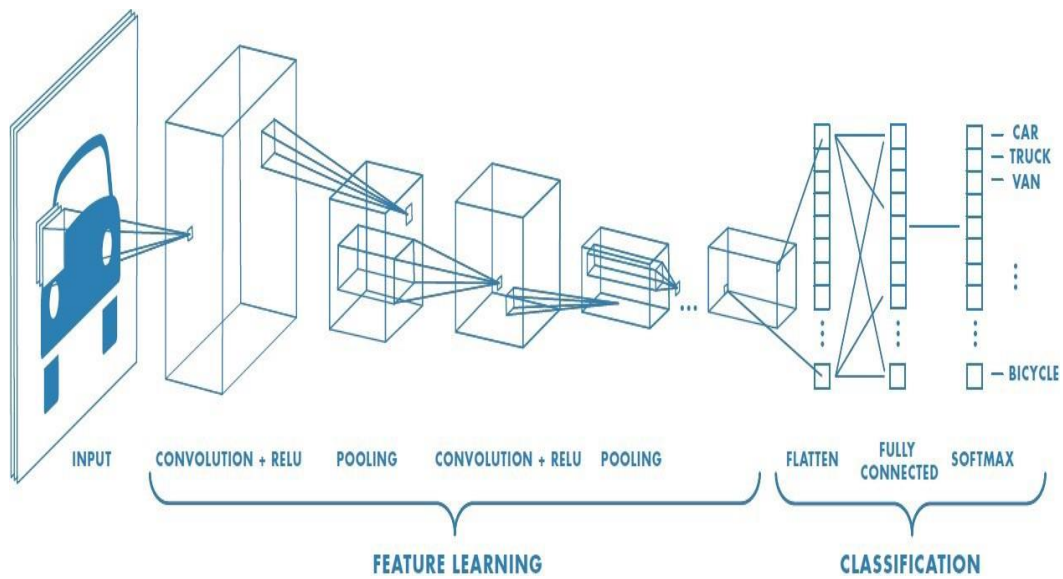 CAR
TRUCK
VAN
BICYCLE
INPUT
CONVOLUTION + RELU
POOLING
CONVOLUTION + RELU
POOLING
FLATTEN
FULLY
CONNECTED
SOFTMAX
FEATURE LEARNING
CLASSIFICATION